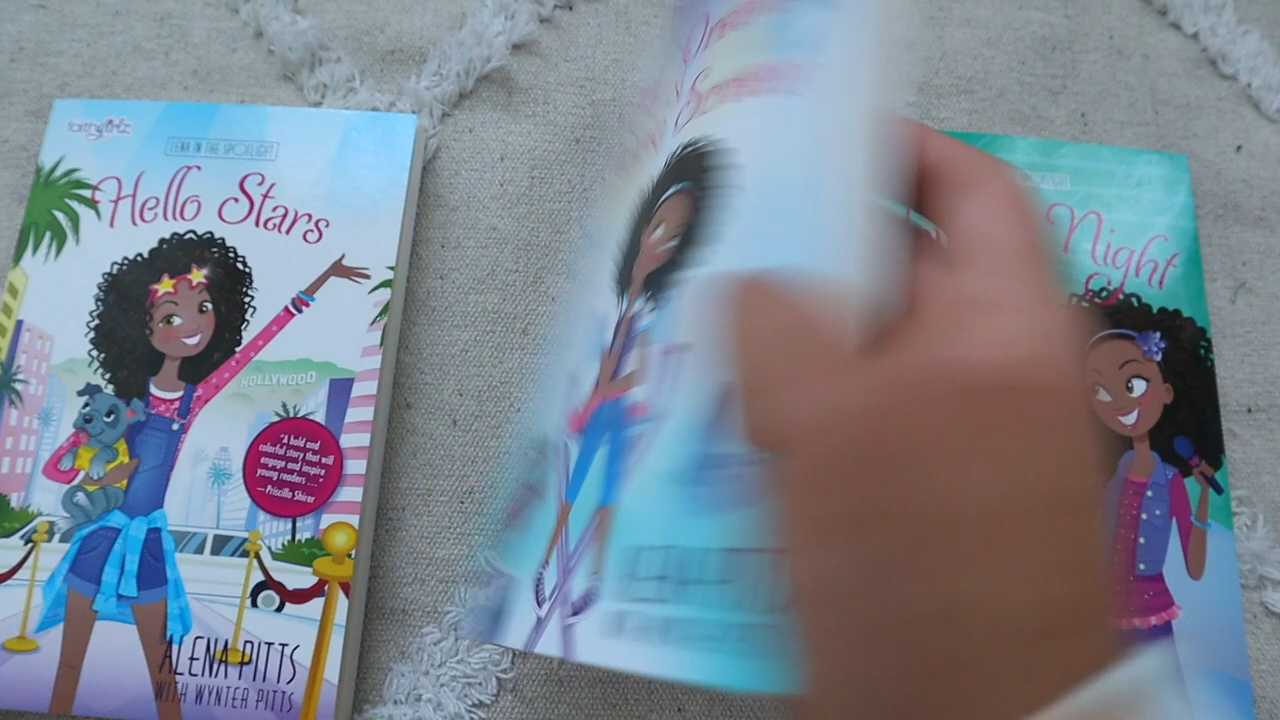 faithgirlz
LENA IN THE SPOTLIGHT
Hello Stars
HOLLYWOOD
"A bold and
colorful story that will
engage and inspire
young readers ..."
— Priscilla Shirer
ALENA PITTS
WITH WYNTER PITTS
Night